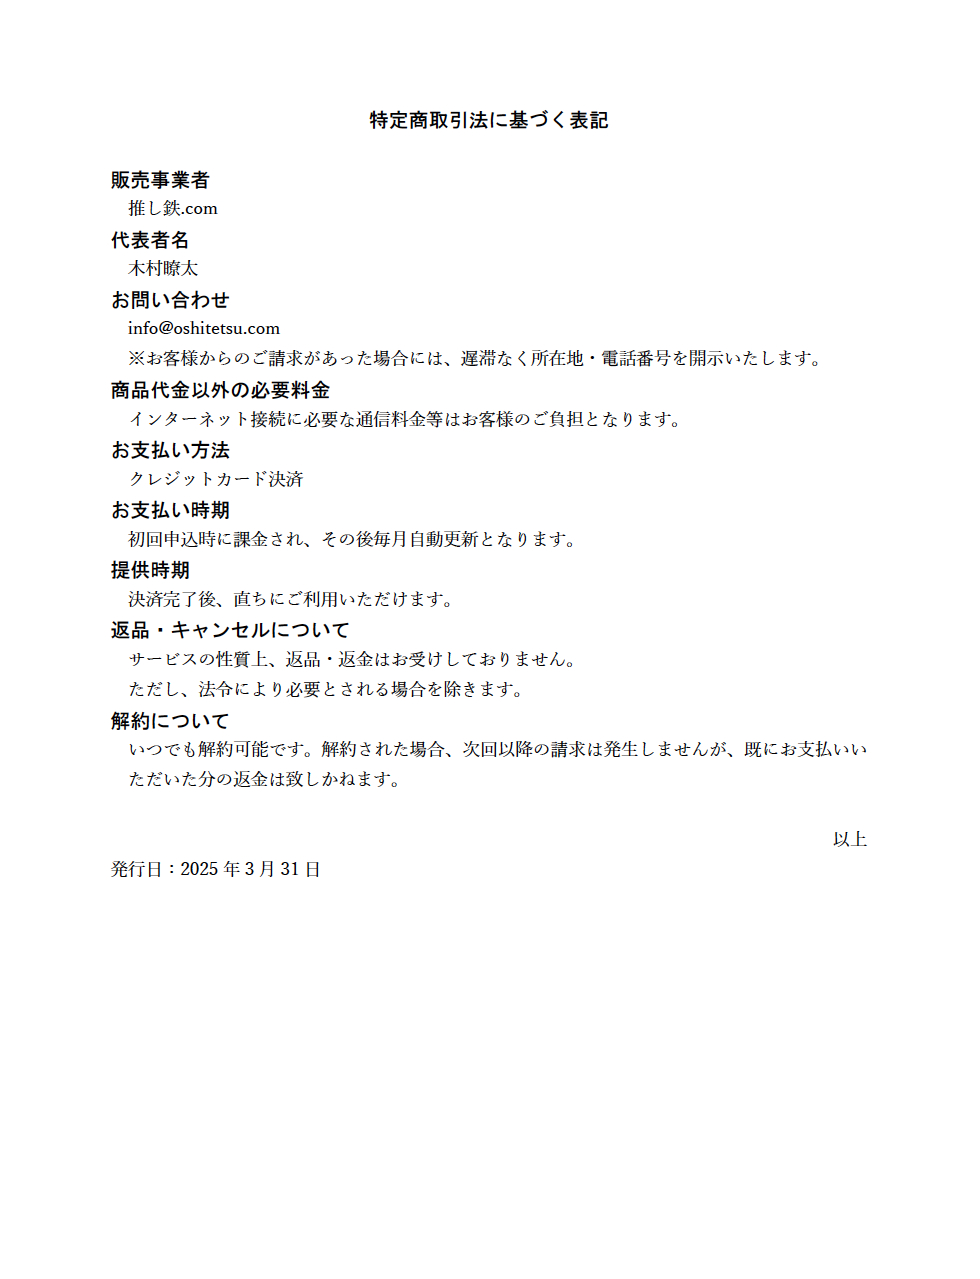 特定商取引法に基づく表記
販売事業者
推し鉄.com
代表者名
木村瞭太
お問い合わせ
info@oshitetsu.com
※お客様からのご請求があった場合には、遅滞なく所在地・電話番号を開示いたします。
商品代金以外の必要料金
インターネット接続に必要な通信料金等はお客様のご負担となります。
お支払い方法
クレジットカード決済
お支払い時期
初回申込時に課金され、その後毎月自動更新となります。
提供時期
決済完了後、直ちにご利用いただけます。
返品・キャンセルについて
サービスの性質上、返品・返金はお受けしておりません。
ただし、法令により必要とされる場合を除きます。
解約について
いつでも解約可能です。解約された場合、次回以降の請求は発生しませんが、既にお支払いい
ただいた分の返金は致しかねます。
以上
発行日：2025 年 3 月 31 日